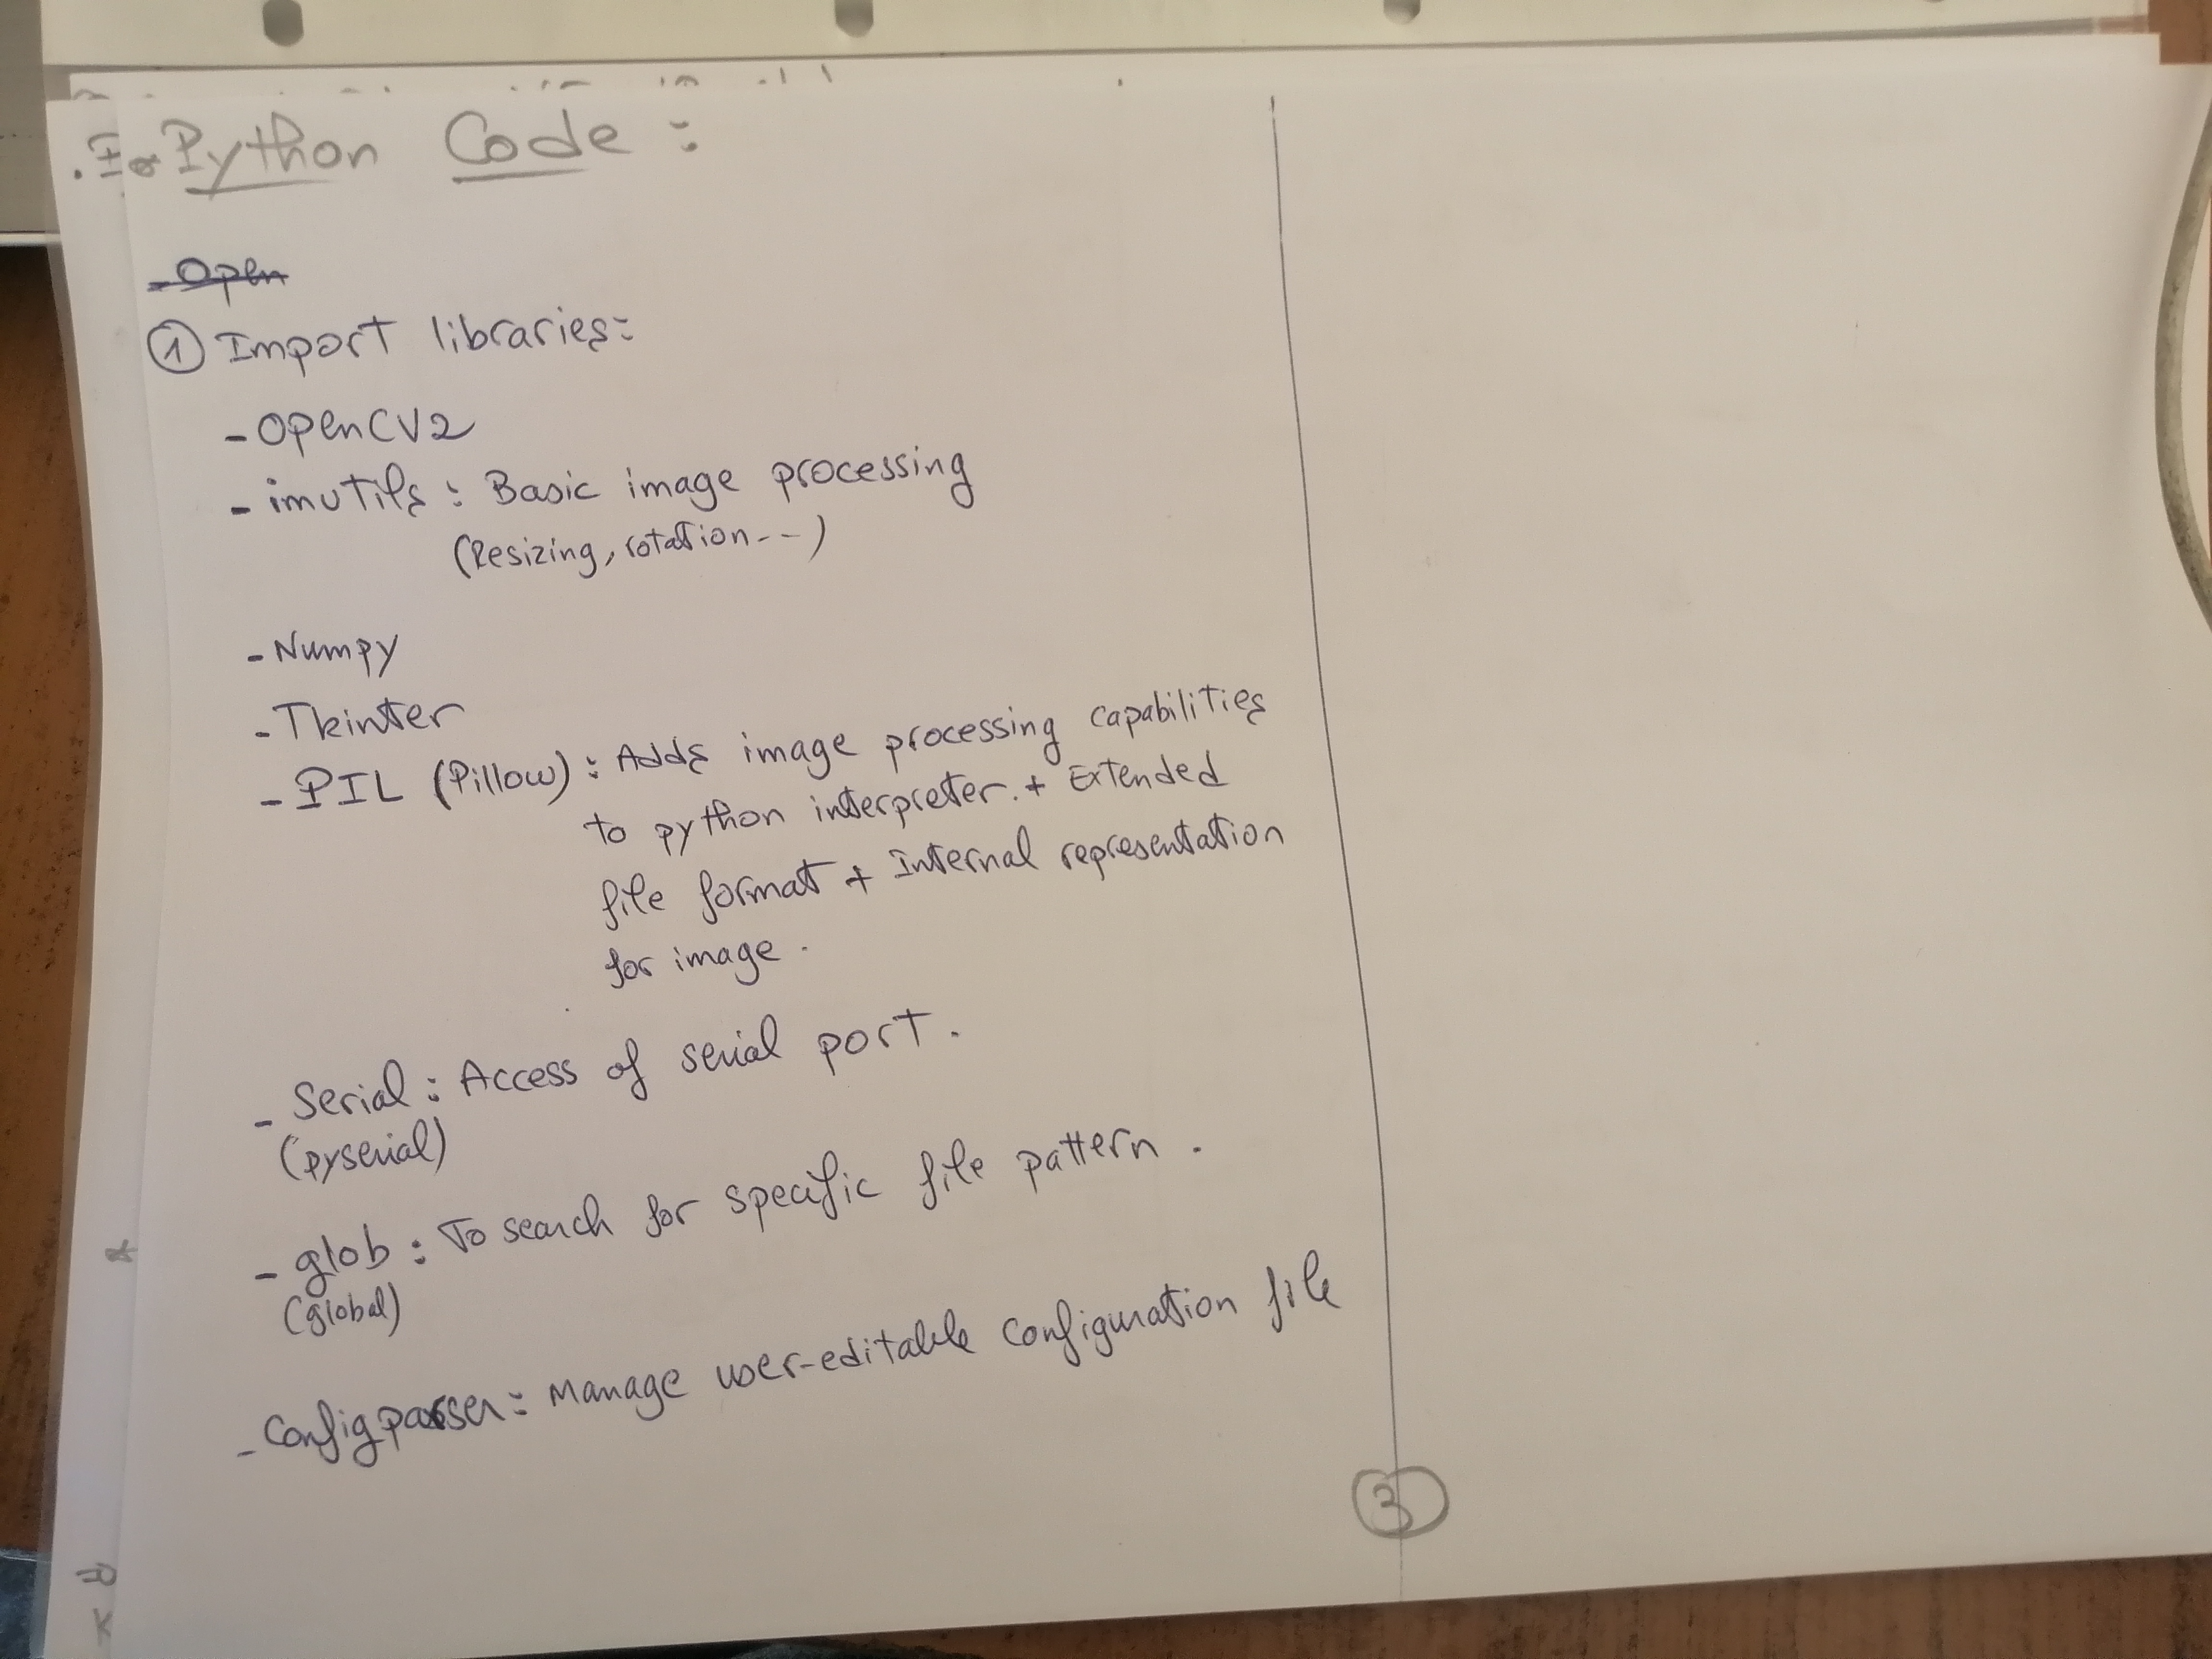 Python Code :
- Open
① Import libraries:
- OpenCV2
- imutils : Basic image processing
(Resizing, rotation --)
- Numpy
- Tkinter
- PIL (Pillow) : Adds image processing capabilities
to python interpreter. + Extended
file format + Internal representation
for image.
- Serial : Access of serial port.
(pyserial)
- glob : To search for specific file pattern.
(global)
- Configparser : Manage user-editable configuration file
3